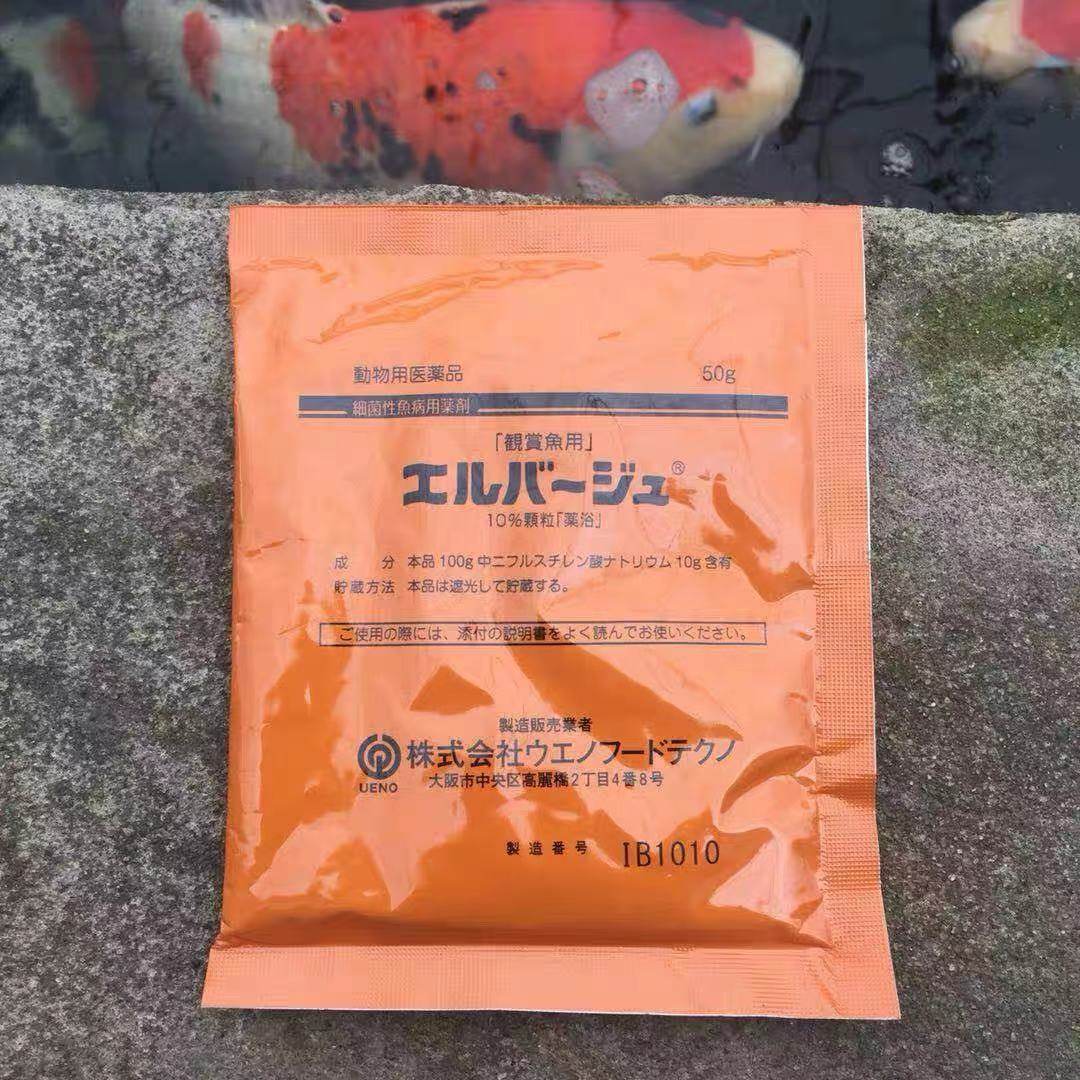 動物用医薬品 50g
細菌性魚病用薬剤
「観賞魚用」
エルバージュ®
10%顆粒「薬浴」
成 分 本品100g中ニフルスチレン酸ナトリウム10g含有
貯蔵方法 本品は遮光して貯蔵する。
ご使用の際には、添付の説明書をよく読んでお使いください。
製造販売業者
株式会社ウエノフードテクノ
UENO
大阪市中央区高麗橋2丁目4番8号
製造番号 IB1010